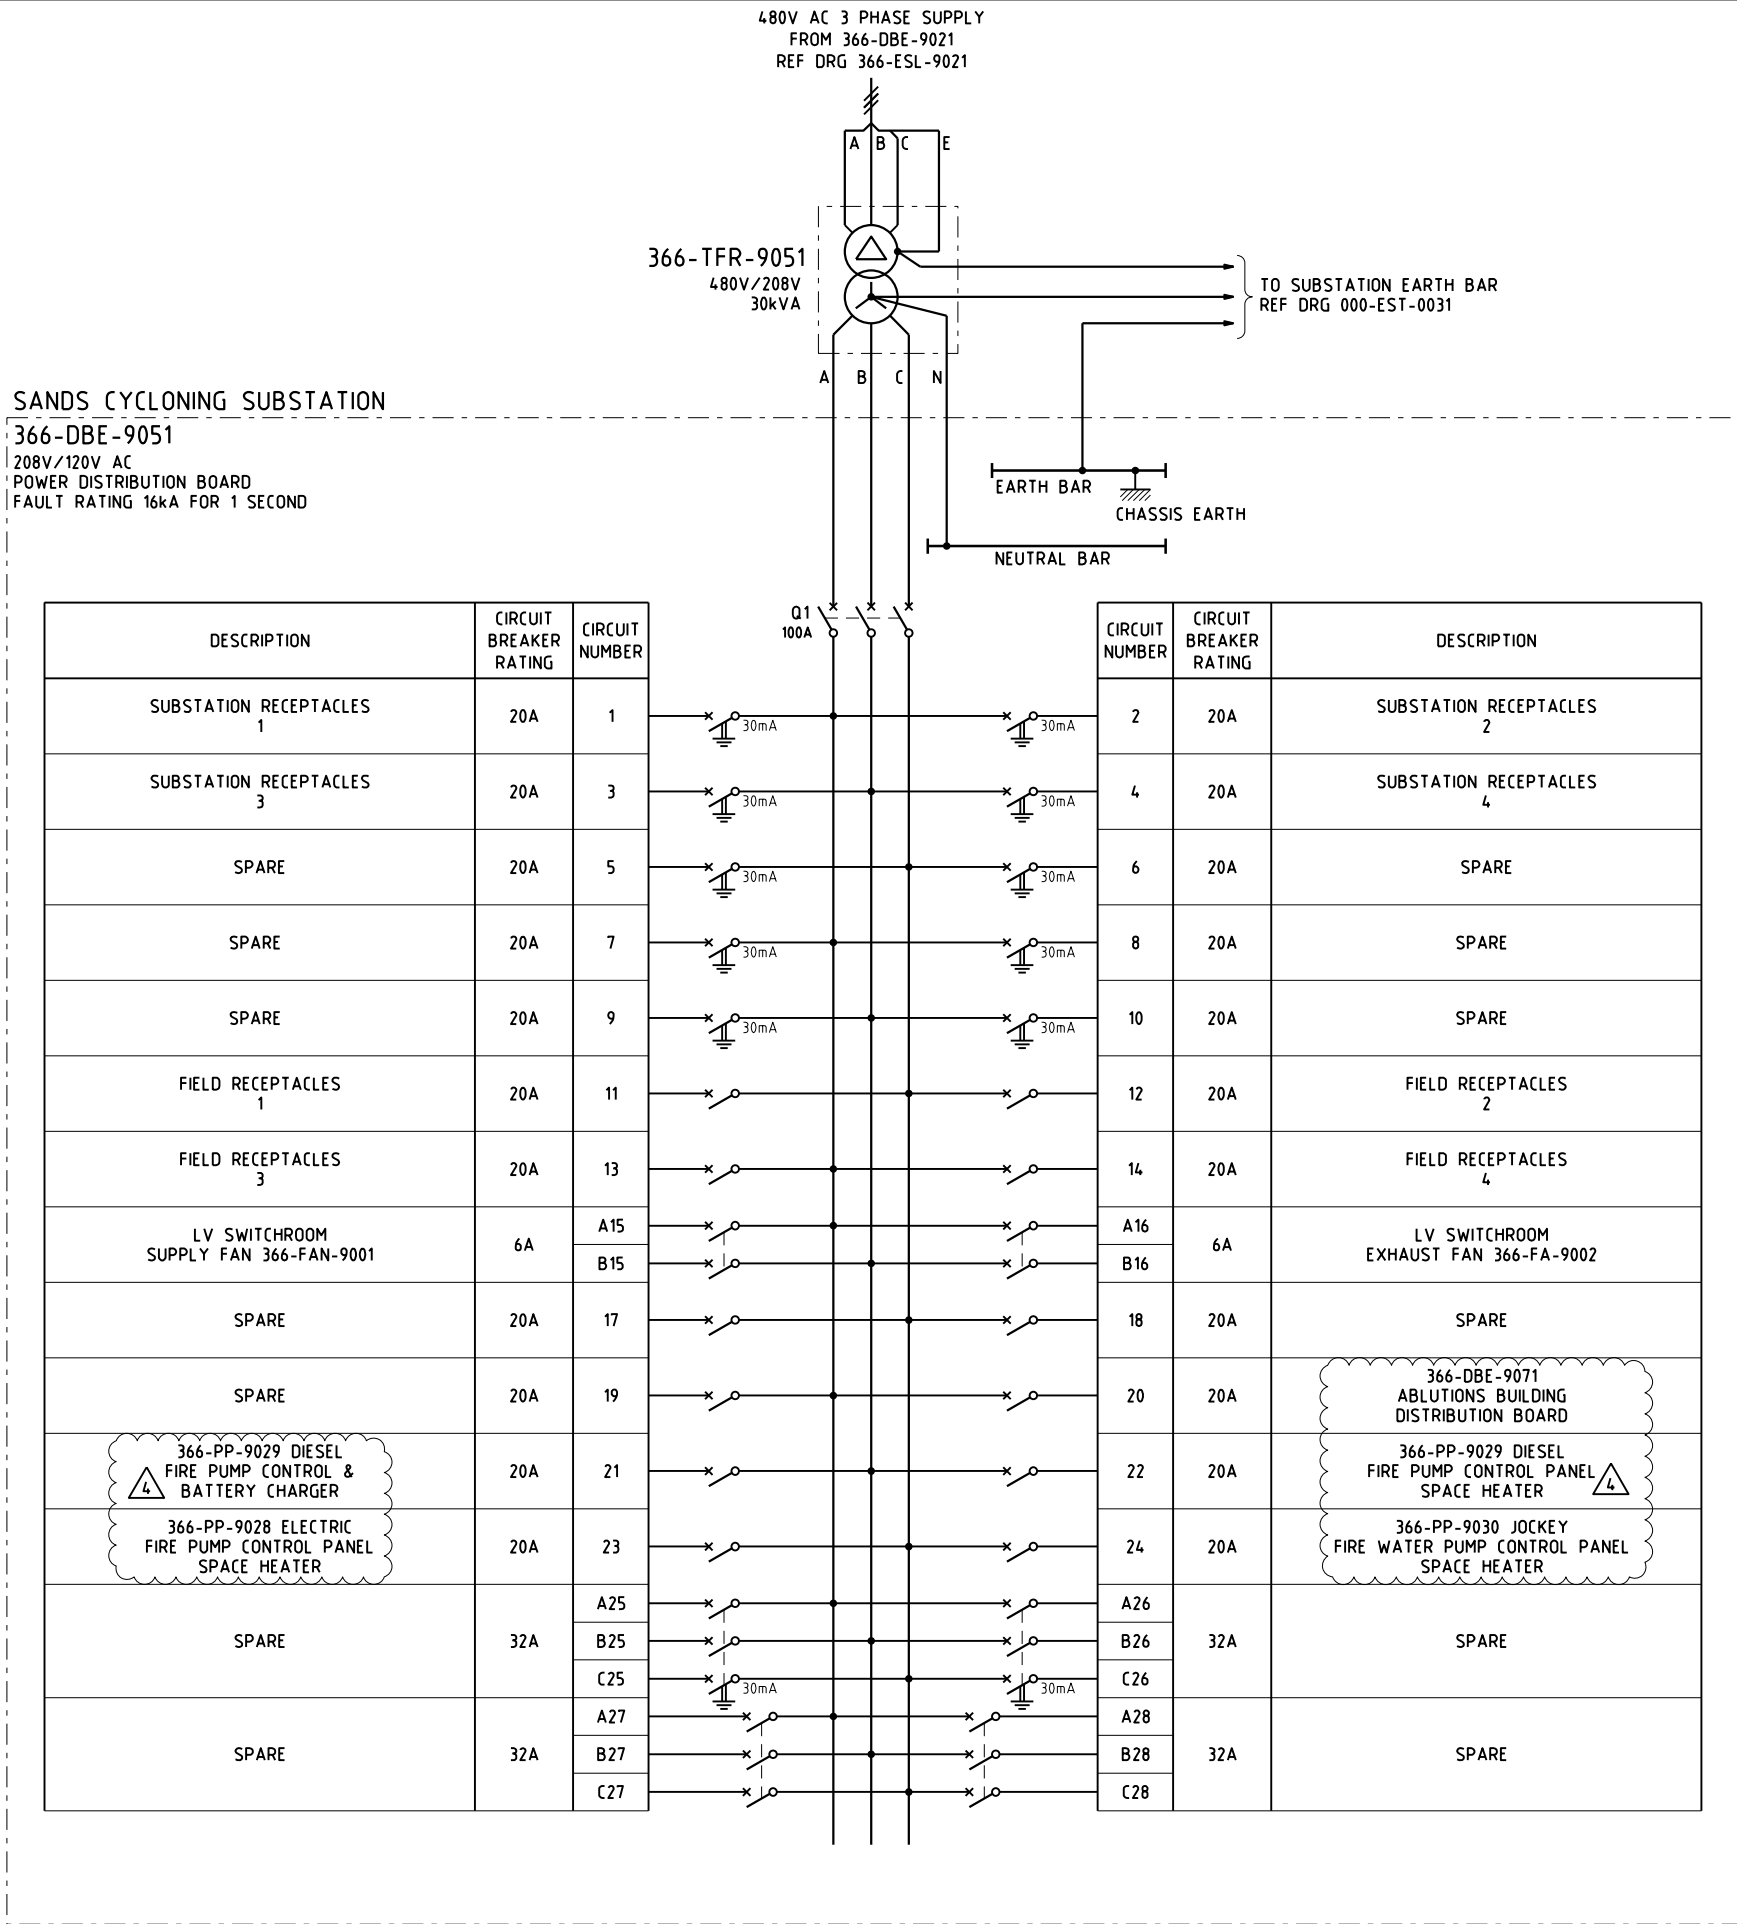 480V AC 3 PHASE SUPPLY
FROM 366-DBE-9021
REF DRG 366-ESL-9021
A B C E
366-TFR-9051
480V/208V
30kVA
TO SUBSTATION EARTH BAR
REF DRG 000-EST-0031
A B C N
SANDS CYCLONING SUBSTATION
366-DBE-9051
208V/120V AC
POWER DISTRIBUTION BOARD
FAULT RATING 16kA FOR 1 SECOND
EARTH BAR
CHASSIS EARTH
NEUTRAL BAR
Q1
100A
DESCRIPTION
CIRCUIT
BREAKER
RATING
CIRCUIT
NUMBER
CIRCUIT
NUMBER
CIRCUIT
BREAKER
RATING
DESCRIPTION
SUBSTATION RECEPTACLES
1
20A
1
30mA
30mA
2
20A
SUBSTATION RECEPTACLES
2
SUBSTATION RECEPTACLES
3
20A
3
30mA
30mA
4
20A
SUBSTATION RECEPTACLES
4
SPARE
20A
5
30mA
30mA
6
20A
SPARE
SPARE
20A
7
30mA
30mA
8
20A
SPARE
SPARE
20A
9
30mA
30mA
10
20A
SPARE
FIELD RECEPTACLES
1
20A
11
12
20A
FIELD RECEPTACLES
2
FIELD RECEPTACLES
3
20A
13
14
20A
FIELD RECEPTACLES
4
LV SWITCHROOM
SUPPLY FAN 366-FAN-9001
6A
A15
B15
A16
B16
6A
LV SWITCHROOM
EXHAUST FAN 366-FA-9002
SPARE
20A
17
18
20A
SPARE
SPARE
20A
19
20
20A
366-DBE-9071
ABLUTIONS BUILDING
DISTRIBUTION BOARD
366-PP-9029 DIESEL
FIRE PUMP CONTROL &
BATTERY CHARGER
4
20A
21
22
20A
366-PP-9029 DIESEL
FIRE PUMP CONTROL PANEL
SPACE HEATER
4
366-PP-9028 ELECTRIC
FIRE PUMP CONTROL PANEL
SPACE HEATER
20A
23
24
20A
366-PP-9030 JOCKEY
FIRE WATER PUMP CONTROL PANEL
SPACE HEATER
SPARE
32A
A25
B25
C25
30mA
30mA
A26
B26
C26
32A
SPARE
SPARE
32A
A27
B27
C27
A28
B28
C28
32A
SPARE